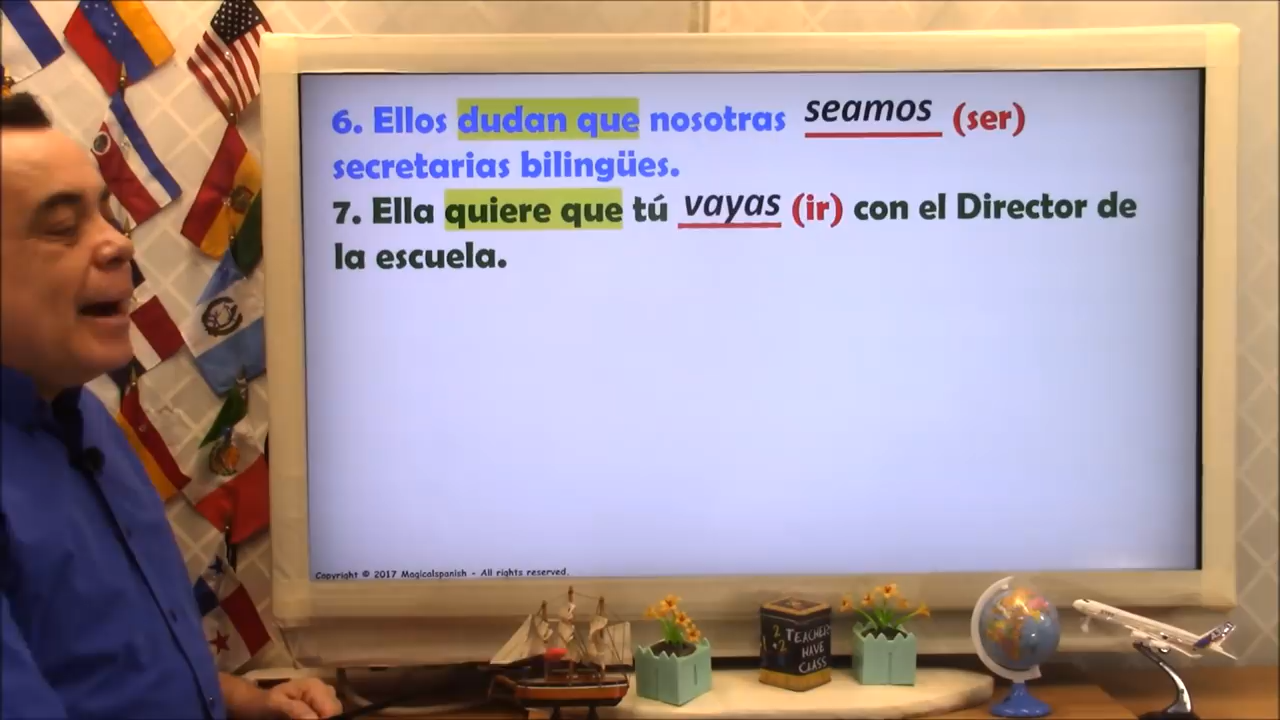 6. Ellos dudan que nosotras seamos (ser)
secretarias bilingües.
7. Ella quiere que tú vayas (ir) con el Director de
la escuela.
Copyright © 2017 Magicalspanish - All rights reserved.
TEACHERS
HAVE
CLASS